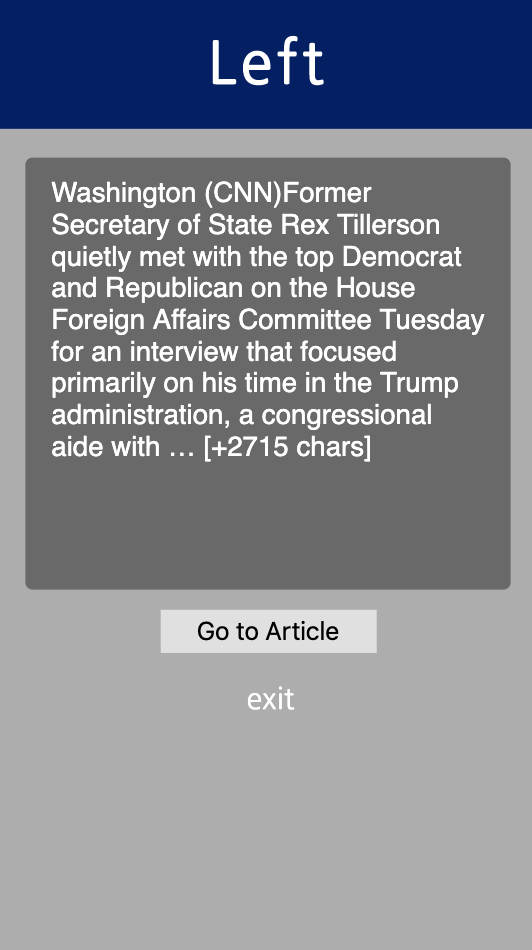 Left
Washington (CNN)Former
Secretary of State Rex Tillerson
quietly met with the top Democrat
and Republican on the House
Foreign Affairs Committee Tuesday
for an interview that focused
primarily on his time in the Trump
administration, a congressional
aide with … [+2715 chars]
Go to Article
exit